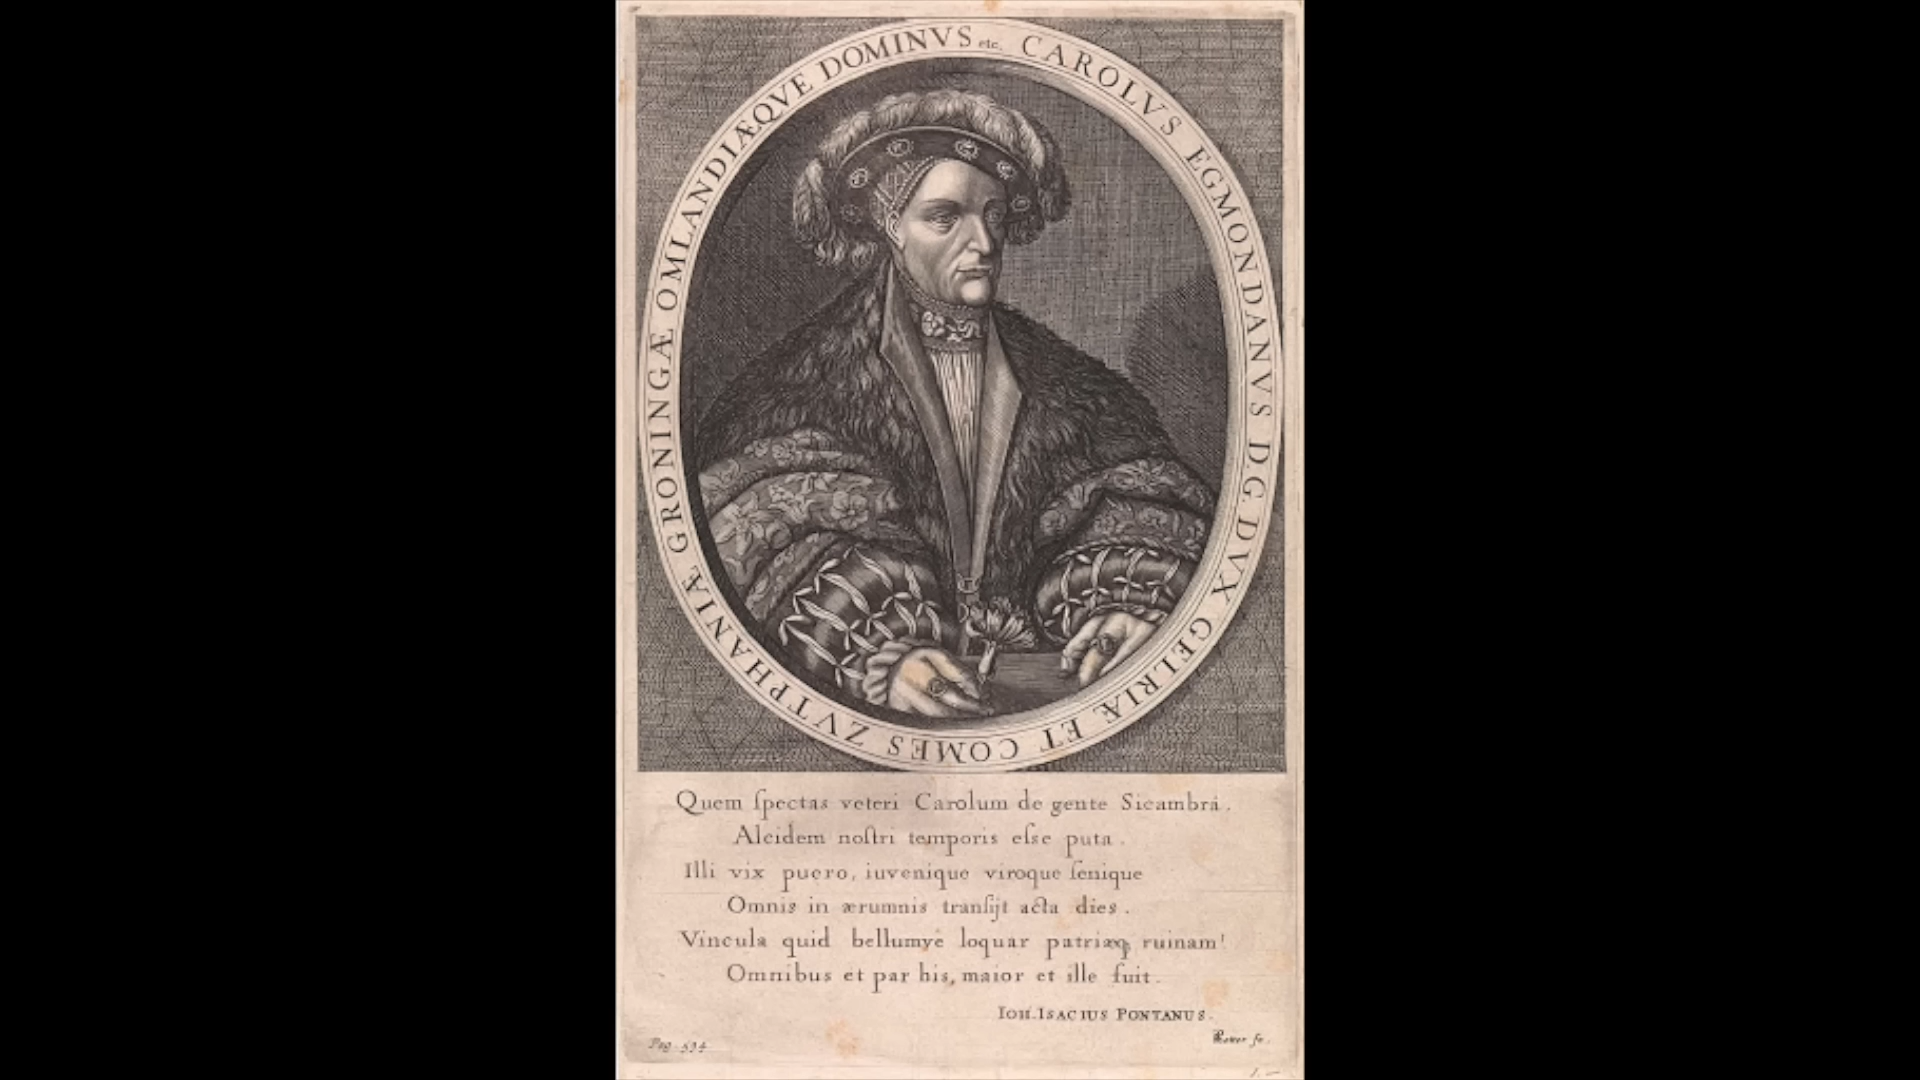 CAROLVS EGMONDANVS D.G. DVX GELRIÆ ET COMES ZVTPHANIÆ GRONINGÆ OMLANDIÆQVE DOMINVS etc.
Quem ſpectas veteri Carolum de gente Sicambrâ.
Alcidem noſtri temporis eſse puta.
Illi vix puero, iuvenique viroque ſenique
Omnis in ærumnis tranſijt acta dies.
Vincula quid bellumve loquar patriæq; ruinam?
Omnibus et par his, maior et ille fuit.
IOH. ISACIUS PONTANUS.
Pag. 594
fe.